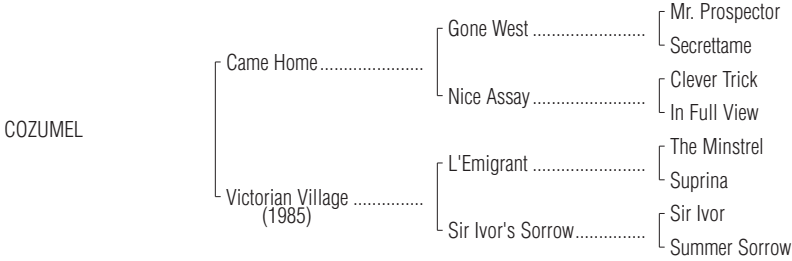 Mr. Prospector
Gone West ........................
Secrettame
Came Home......................
Clever Trick
Nice Assay ........................
In Full View
COZUMEL
The Minstrel
L'Emigrant ........................
Suprina
Victorian Village ...............
(1985)
Sir Ivor
Sir Ivor's Sorrow...............
Summer Sorrow